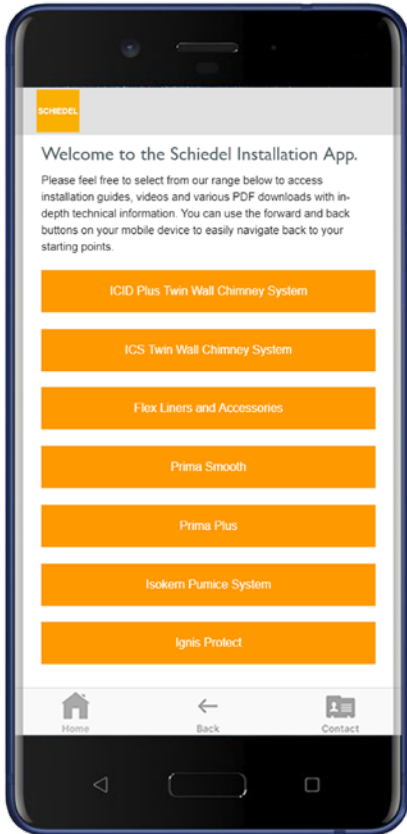 SCHIEDEL
Welcome to the Schiedel Installation App.
Please feel free to select from our range below to access
installation guides, videos and various PDF downloads with in-
depth technical information. You can use the forward and back
buttons on your mobile device to easily navigate back to your
starting points.
ICID Plus Twin Wall Chimney System
ICS Twin Wall Chimney System
Flex Liners and Accessories
Prima Smooth
Prima Plus
Isokern Pumice System
Ignis Protect
Home Back Contact